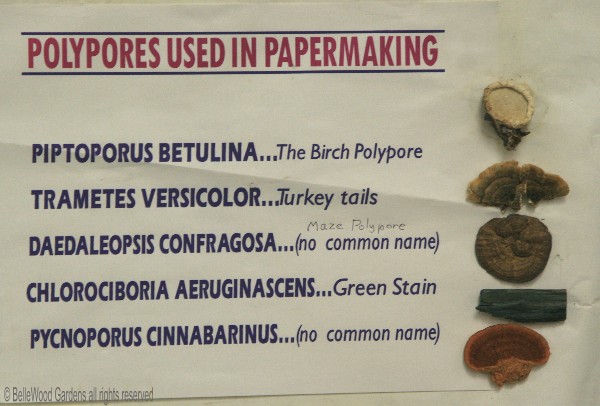 POLYPORES USED IN PAPERMAKING
PIPTOPORUS BETULINA...The Birch Polypore
TRAMETES VERSICOLOR...Turkey tails
Maze Polypore
DAEDALEOPSIS CONFRAGOSA...(no common name)
CHLOROCIBORIA AERUGINASCENS...Green Stain
PYCNOPORUS CINNABARINUS...(no common name)
© BelleWood Gardens all rights reserved